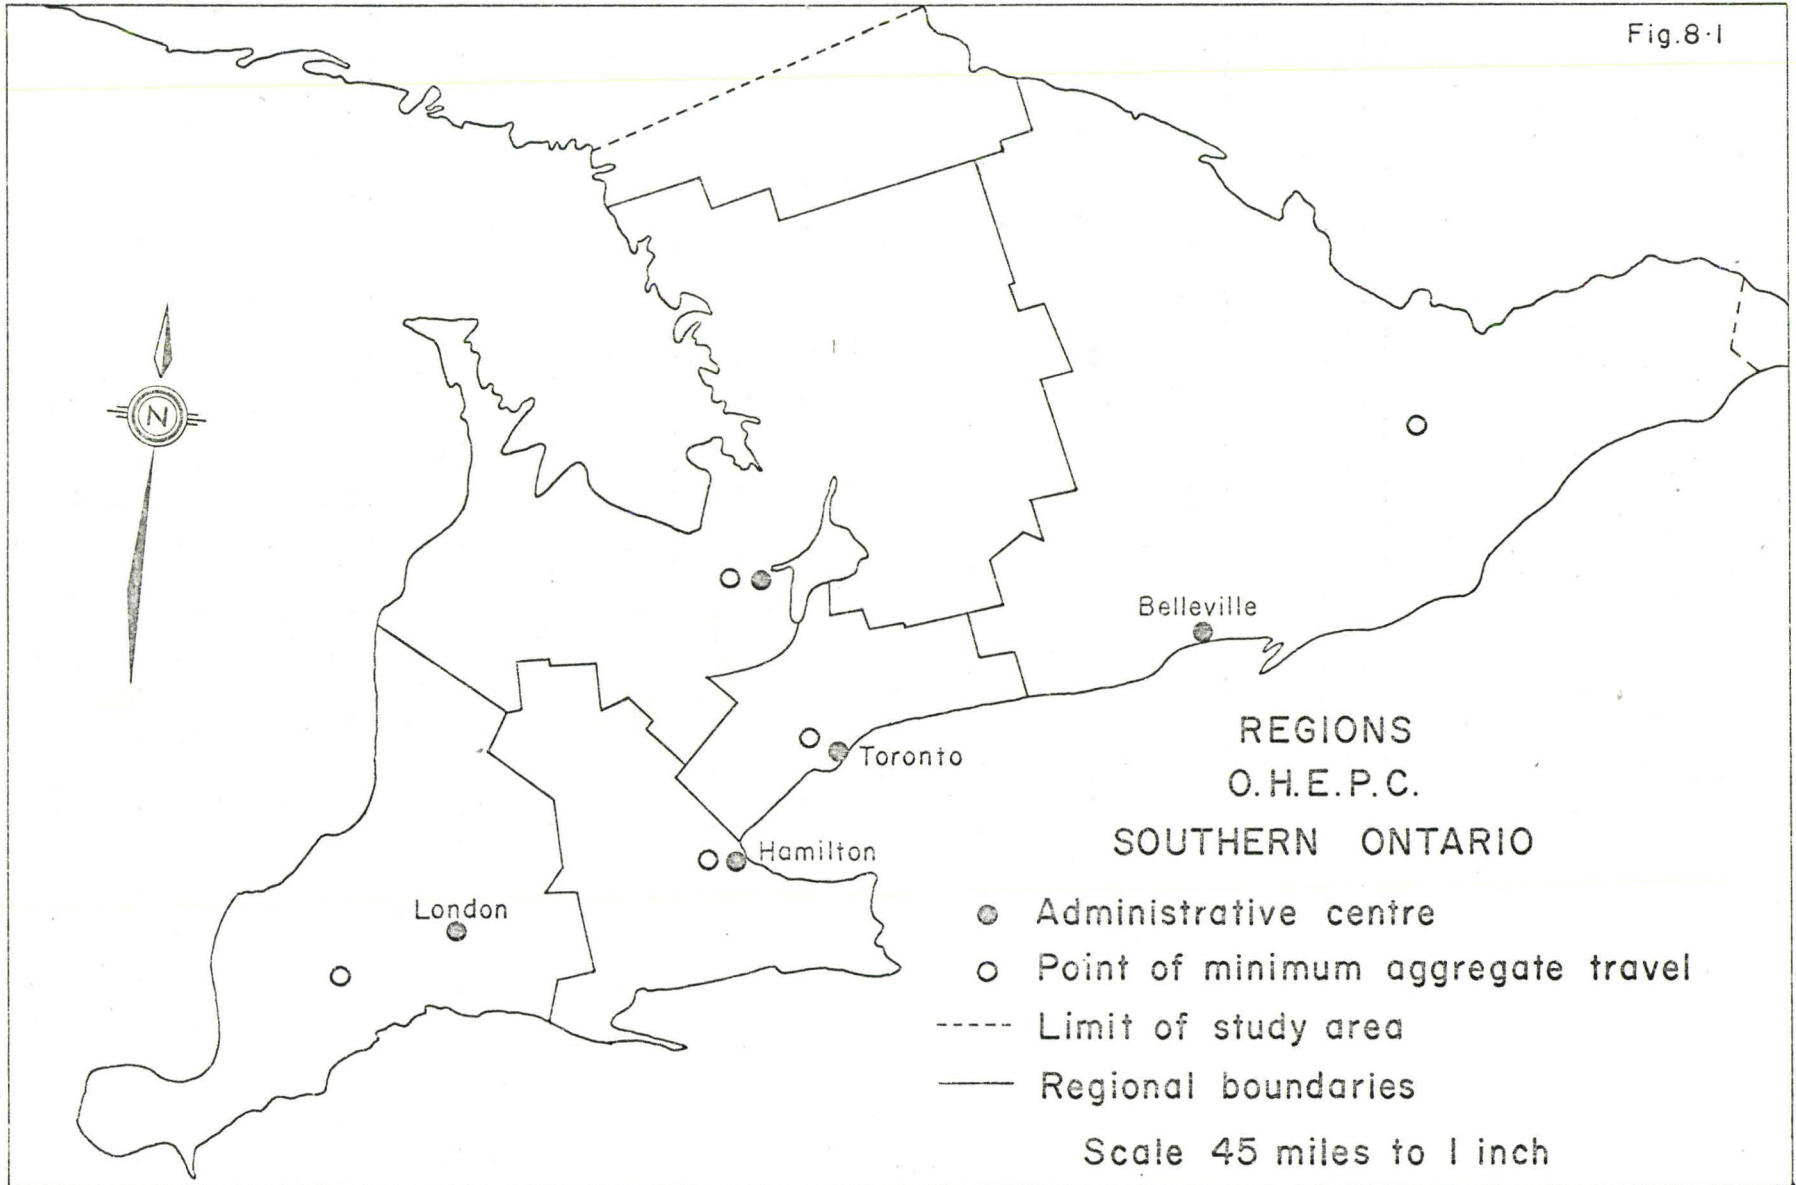 Fig.8·1
N
Belleville
Toronto
Hamilton
London
REGIONS
O.H.E.P.C.
SOUTHERN ONTARIO
Administrative centre
Point of minimum aggregate travel
Limit of study area
Regional boundaries
Scale 45 miles to 1 inch